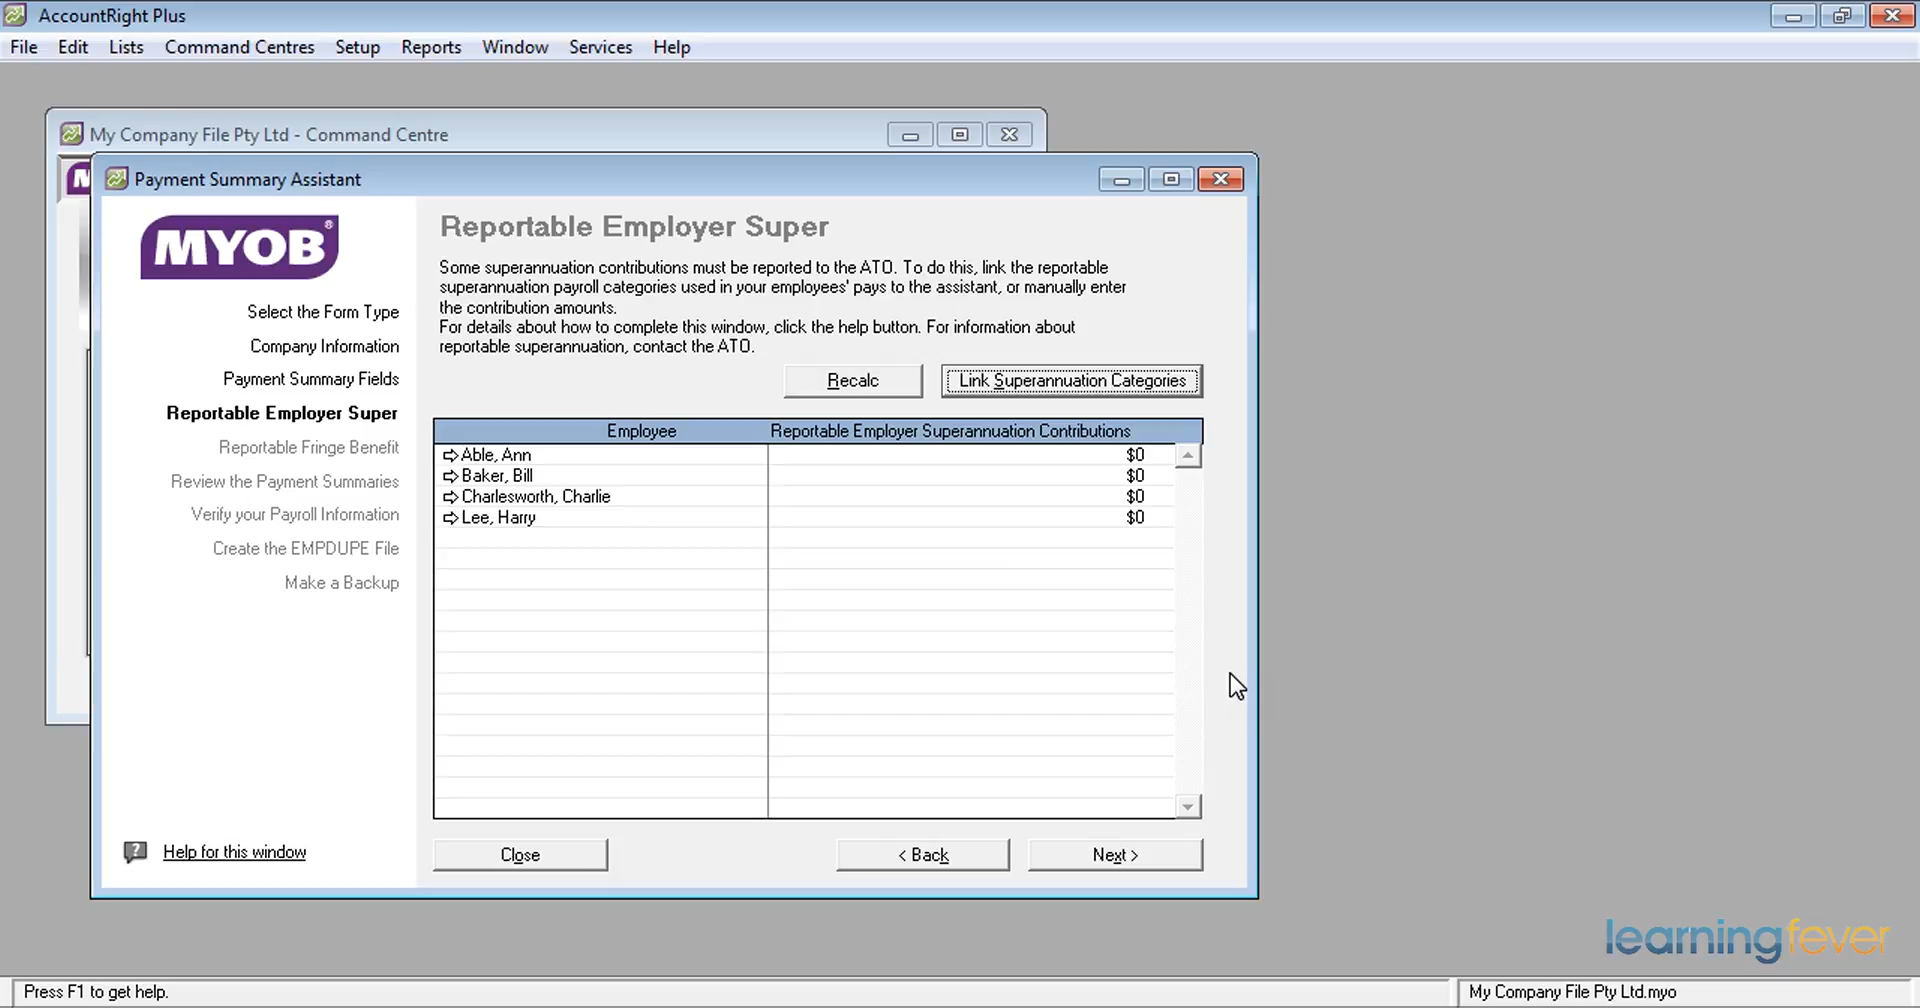 AccountRight Plus
File Edit Lists Command Centres Setup Reports Window Services Help
My Company File Pty Ltd - Command Centre
Payment Summary Assistant
MYOB®
Select the Form Type
Company Information
Payment Summary Fields
Reportable Employer Super
Reportable Fringe Benefit
Review the Payment Summaries
Verify your Payroll Information
Create the EMPDUPE File
Make a Backup
? Help for this window
Reportable Employer Super
Some superannuation contributions must be reported to the ATO. To do this, link the reportable
superannuation payroll categories used in your employees' pays to the assistant, or manually enter
the contribution amounts.
For details about how to complete this window, click the help button. For information about
reportable superannuation, contact the ATO.
Recalc Link Superannuation Categories
Employee Reportable Employer Superannuation Contributions
Able, Ann $0
Baker, Bill $0
Charlesworth, Charlie $0
Lee, Harry $0
Close < Back Next >
learningfever
Press F1 to get help. My Company File Pty Ltd.myo